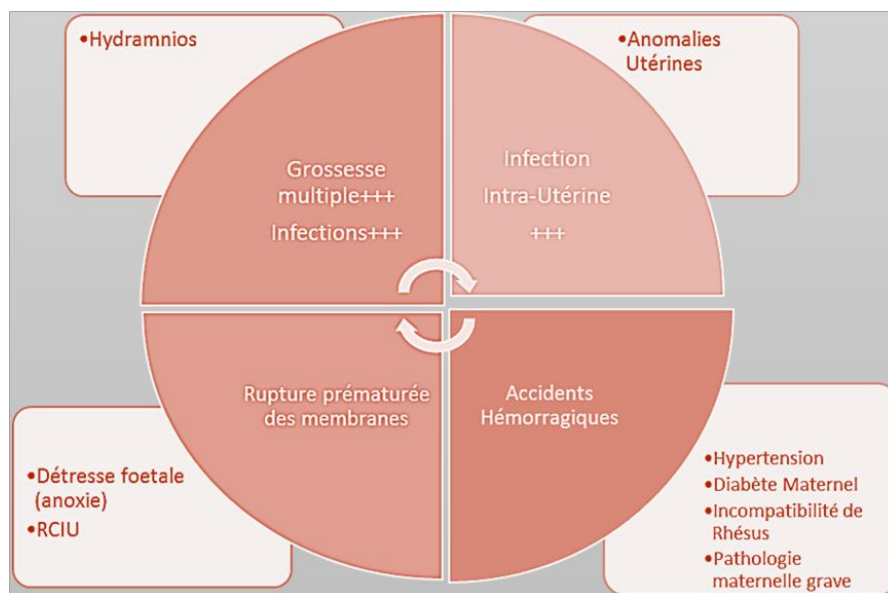 •Hydramnios
•Anomalies
Utérines
Grossesse
multiple+++
Infections+++
Infection
Intra-Utérine
+++
Rupture prématurée
des membranes
Accidents
Hémorragiques
•Détresse foetale
(anoxie)
•RCIU
•Hypertension
•Diabète Maternel
•Incompatibilité de
Rhésus
•Pathologie
maternelle grave